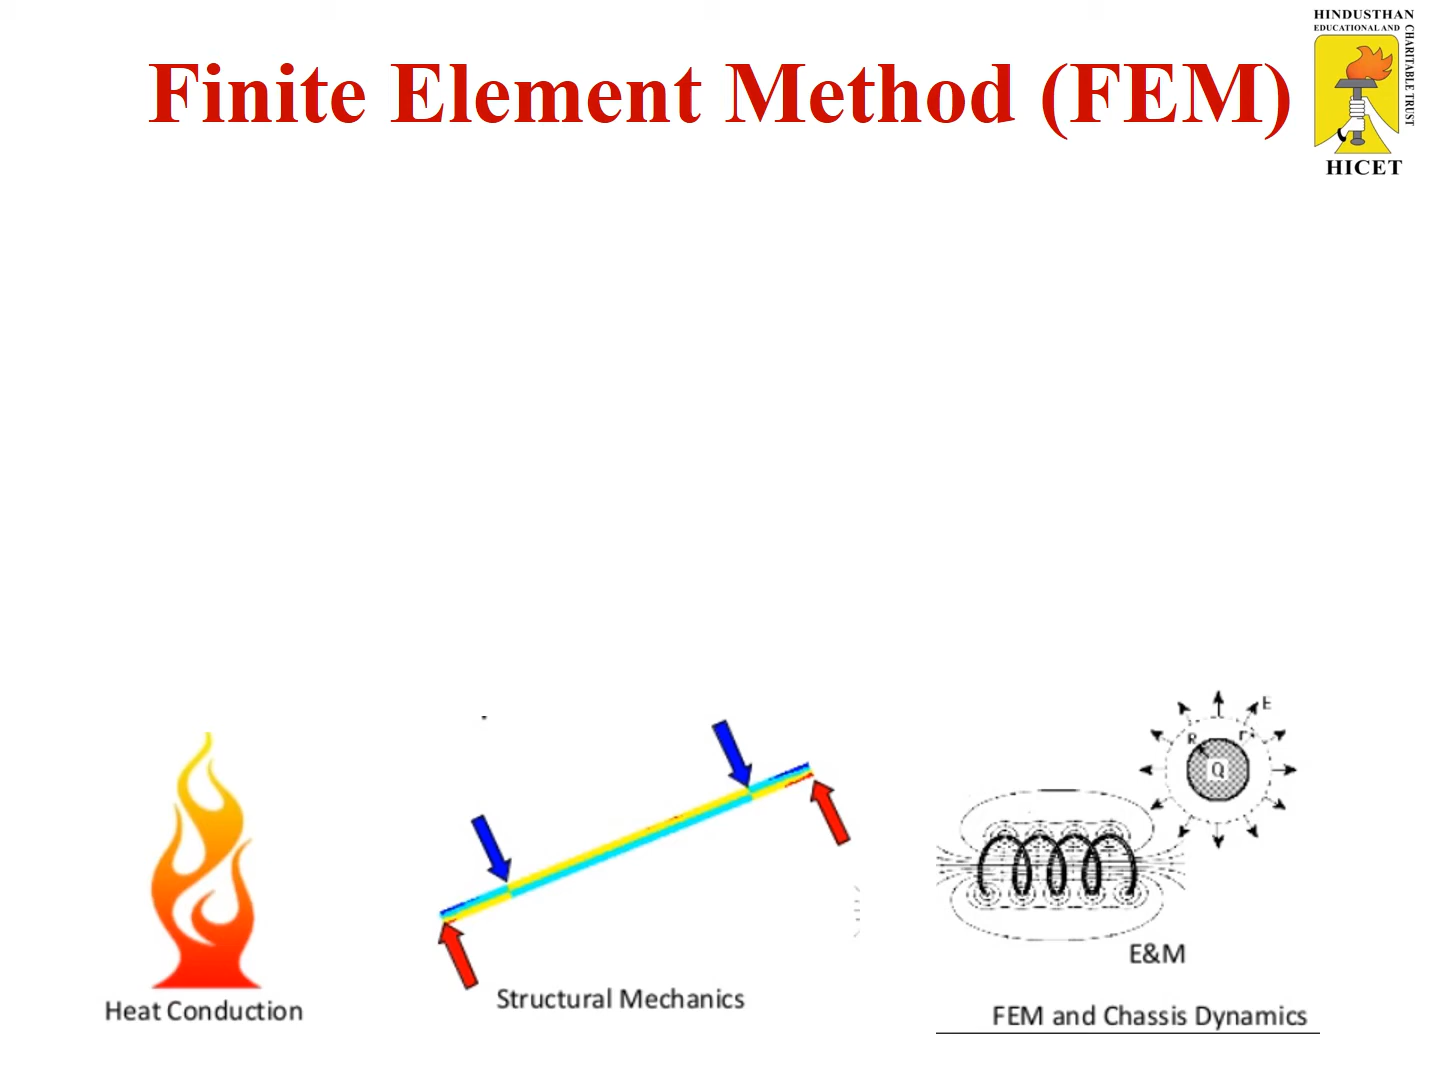 HINDUSTHAN
EDUCATIONAL AND
CHARITABLE TRUST
HICET
Finite Element Method (FEM)
E
R
r
Q
E&M
Heat Conduction
Structural Mechanics
FEM and Chassis Dynamics